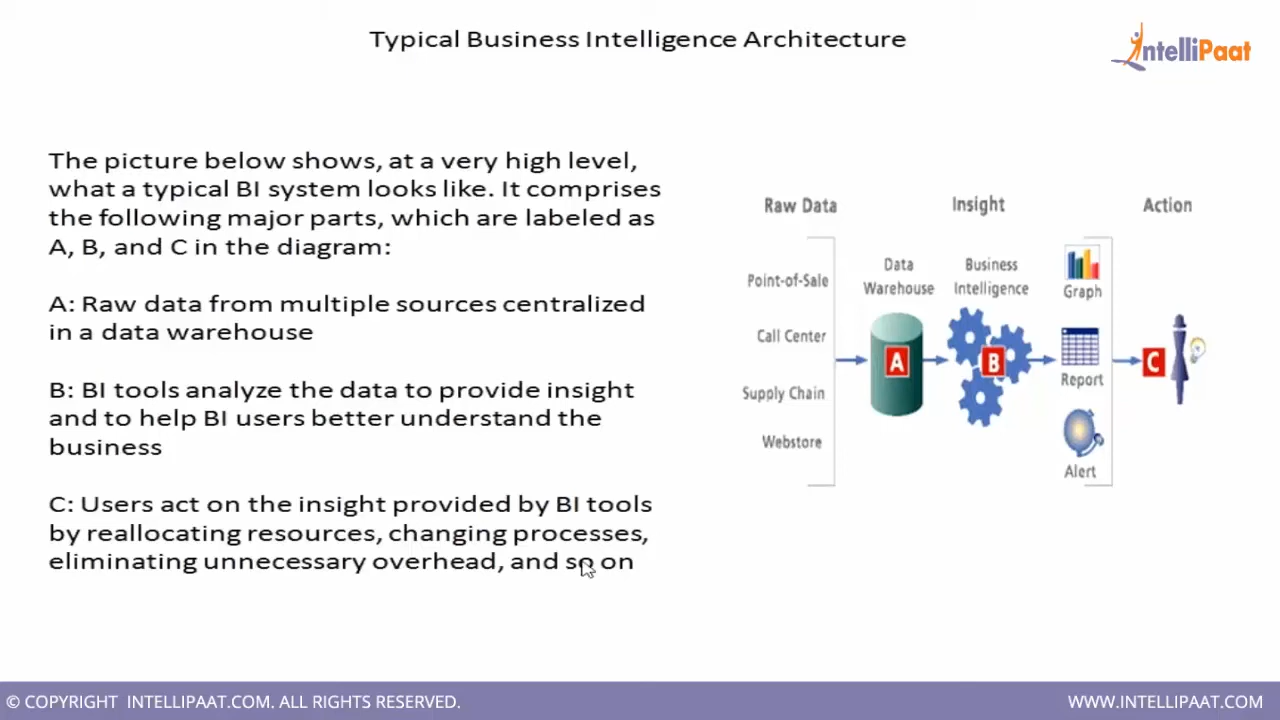 Typical Business Intelligence Architecture
IntelliPaat
The picture below shows, at a very high level,
what a typical BI system looks like. It comprises
the following major parts, which are labeled as
A, B, and C in the diagram:
A: Raw data from multiple sources centralized
in a data warehouse
B: BI tools analyze the data to provide insight
and to help BI users better understand the
business
C: Users act on the insight provided by BI tools
by reallocating resources, changing processes,
eliminating unnecessary overhead, and so on
Raw Data
Insight
Action
Point-of-Sale
Call Center
Supply Chain
Webstore
Data
Warehouse
A
Business
Intelligence
B
Graph
Report
Alert
C
© COPYRIGHT INTELLIPAAT.COM. ALL RIGHTS RESERVED.
WWW.INTELLIPAAT.COM